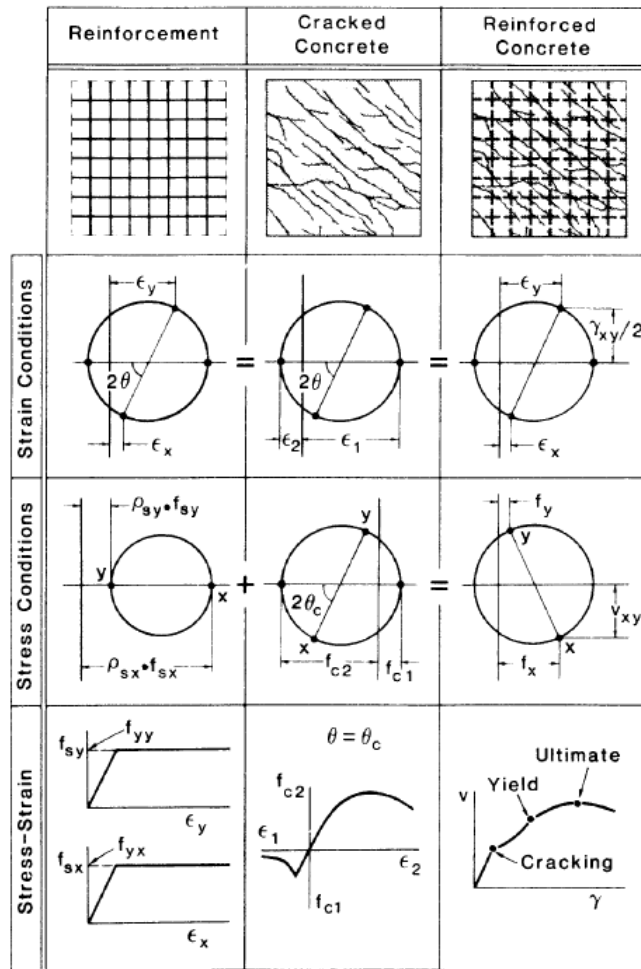 Reinforcement
Cracked
Concrete
Reinforced
Concrete
Strain Conditions
ϵy
2θ
ϵx
=
2θ
ϵ2
ϵ1
=
ϵy
γxy/2
ϵx
Stress Conditions
ρsy•fsy
y
x
ρsx•fsx
+
y
2θc
x
fc2
fc1
=
fy
y
vxy
x
fx
Stress-Strain
fsy
fyy
ϵy
fsx
fyx
ϵx
θ = θc
fc2
ϵ1
ϵ2
fc1
Ultimate
Yield
v
Cracking
γ